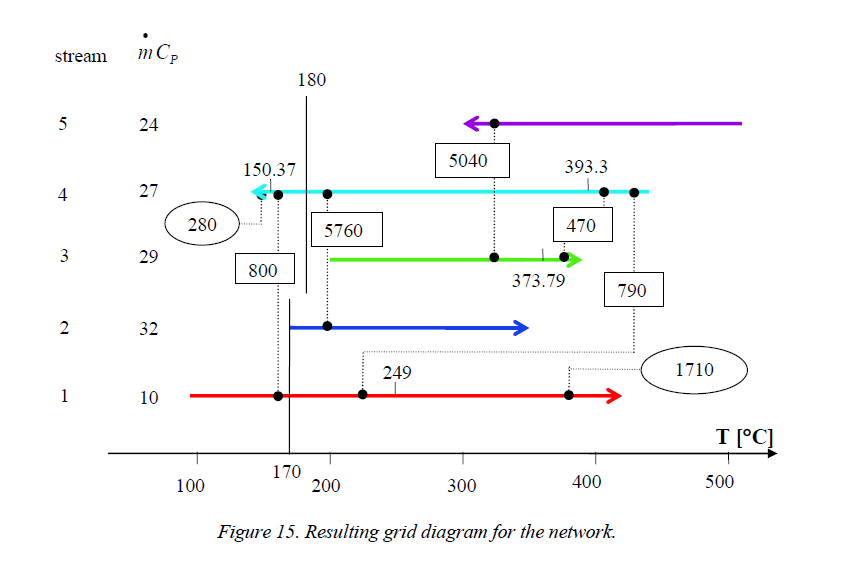 stream ṁ C_P
180
5 24
5040
150.37 393.3
4 27
280 5760 470
3 29
800 373.79 790
2 32
249 1710
1 10
T [°C]
100 170 200 300 400 500
Figure 15. Resulting grid diagram for the network.